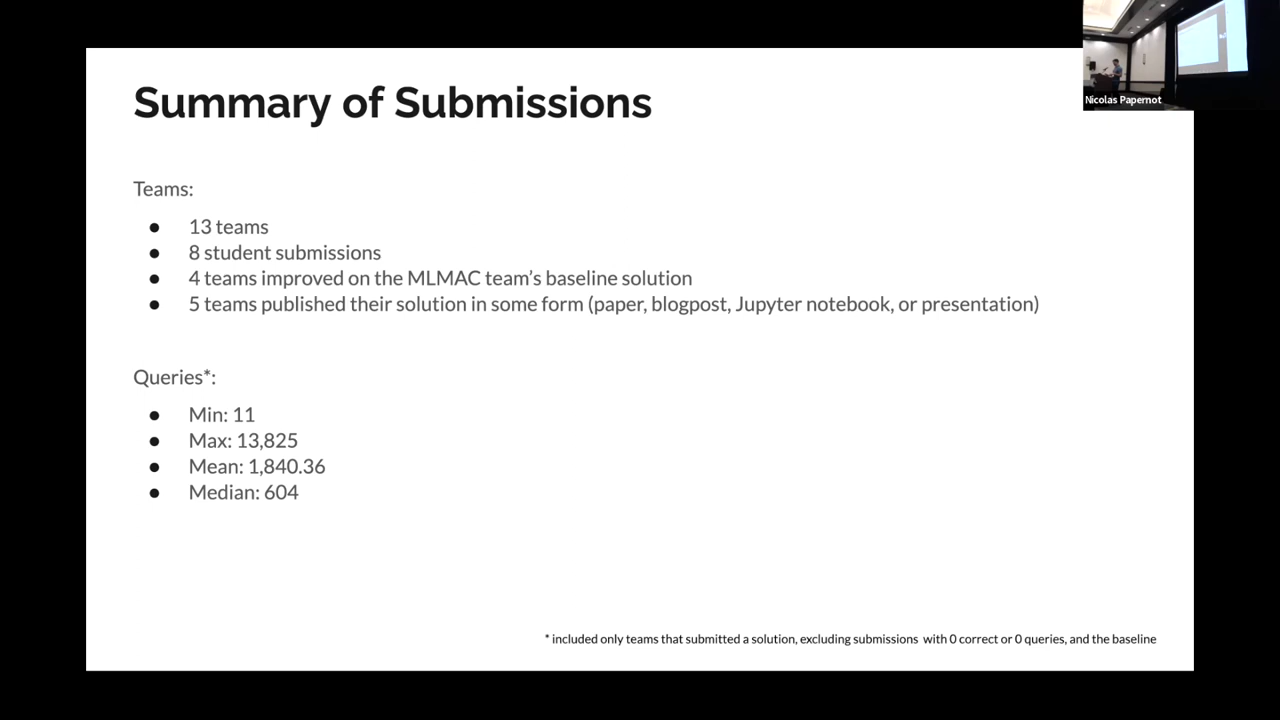 Summary of Submissions
Nicolas Papernot
Teams:
● 13 teams
● 8 student submissions
● 4 teams improved on the MLMAC team’s baseline solution
● 5 teams published their solution in some form (paper, blogpost, Jupyter notebook, or presentation)
Queries*:
● Min: 11
● Max: 13,825
● Mean: 1,840.36
● Median: 604
* included only teams that submitted a solution, excluding submissions with 0 correct or 0 queries, and the baseline